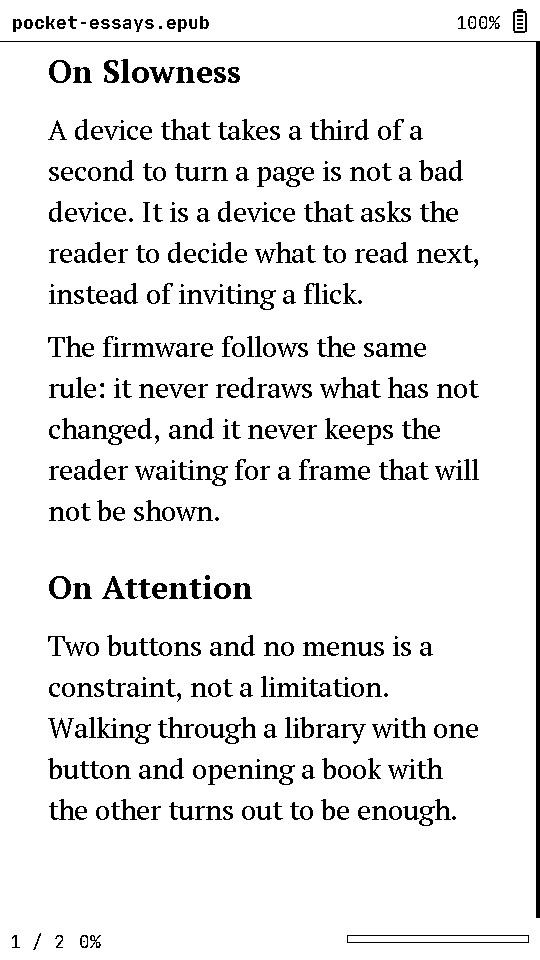 pocket-essays.epub 100%
On Slowness
A device that takes a third of a
second to turn a page is not a bad
device. It is a device that asks the
reader to decide what to read next,
instead of inviting a flick.
The firmware follows the same
rule: it never redraws what has not
changed, and it never keeps the
reader waiting for a frame that will
not be shown.
On Attention
Two buttons and no menus is a
constraint, not a limitation.
Walking through a library with one
button and opening a book with
the other turns out to be enough.
1 / 2 0%